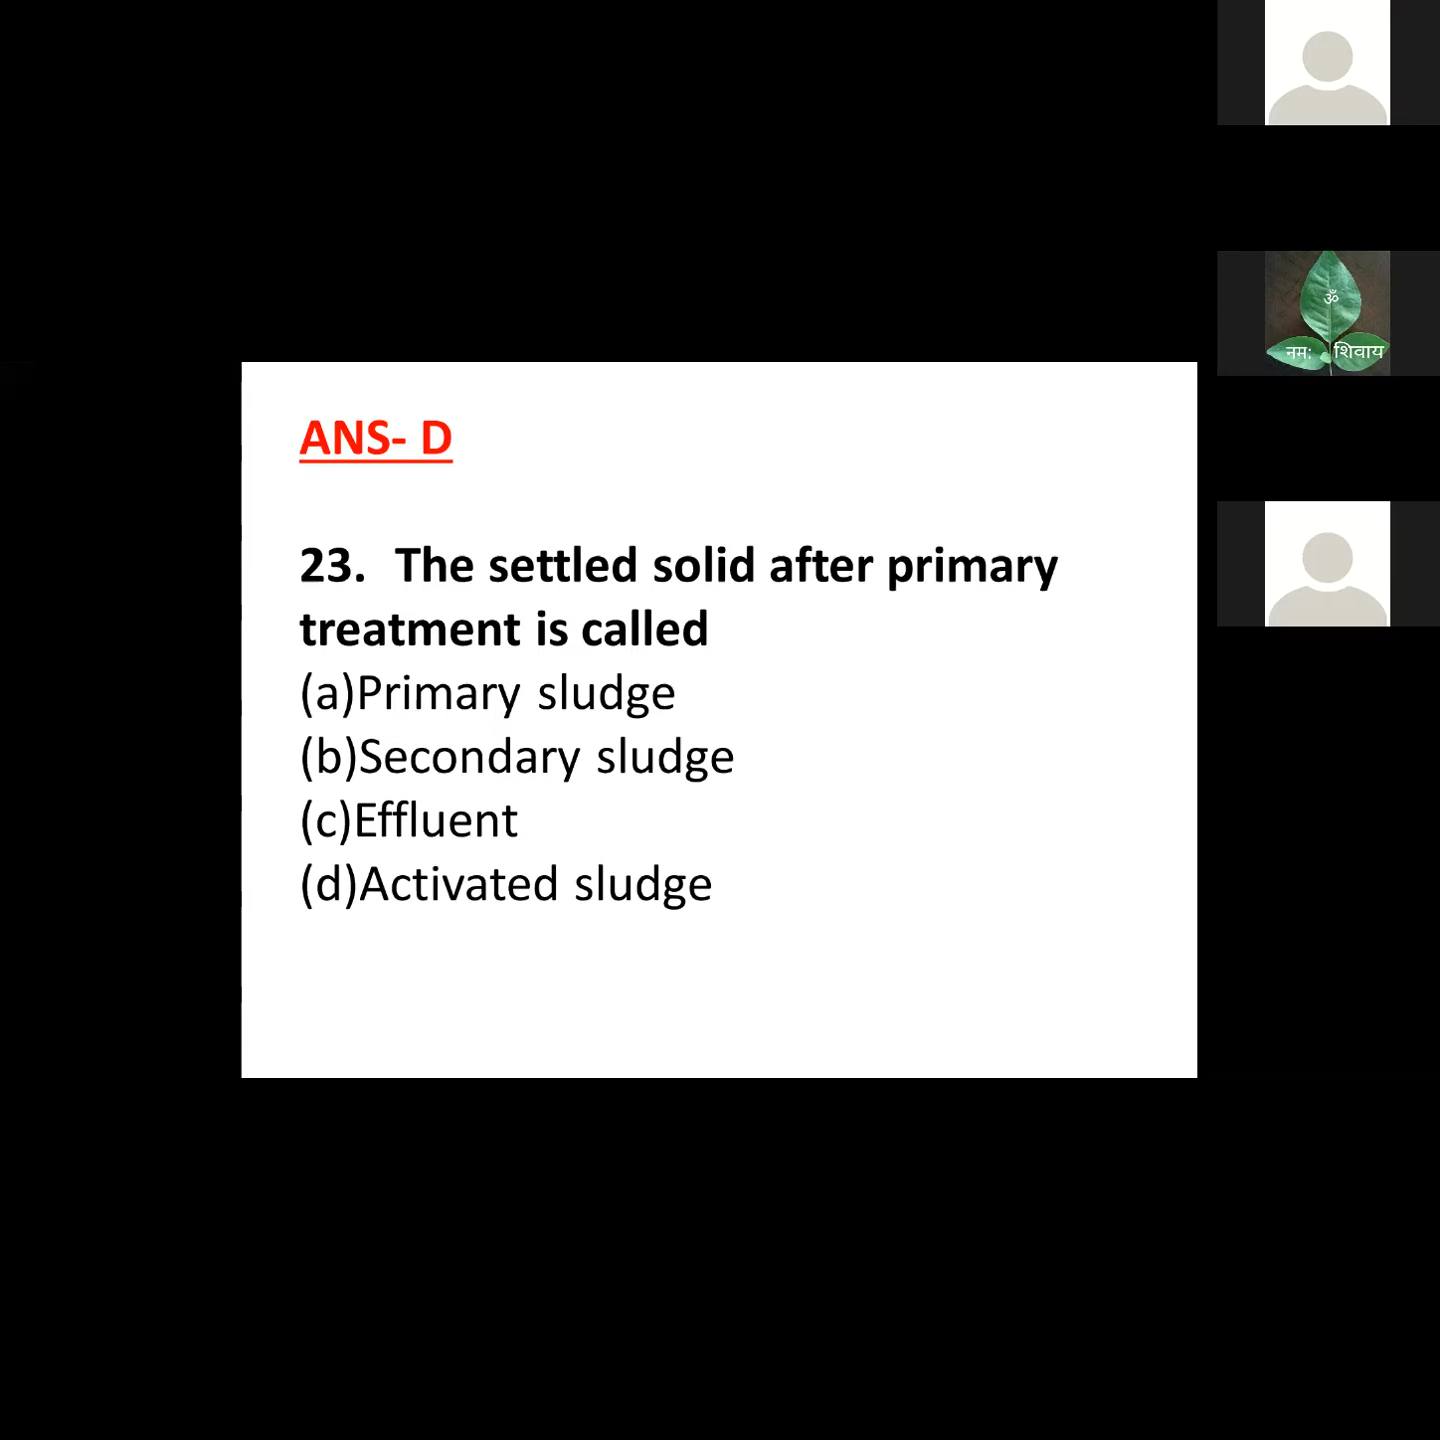 ॐ
नमः शिवाय
ANS- D
23. The settled solid after primary
treatment is called
(a)Primary sludge
(b)Secondary sludge
(c)Effluent
(d)Activated sludge